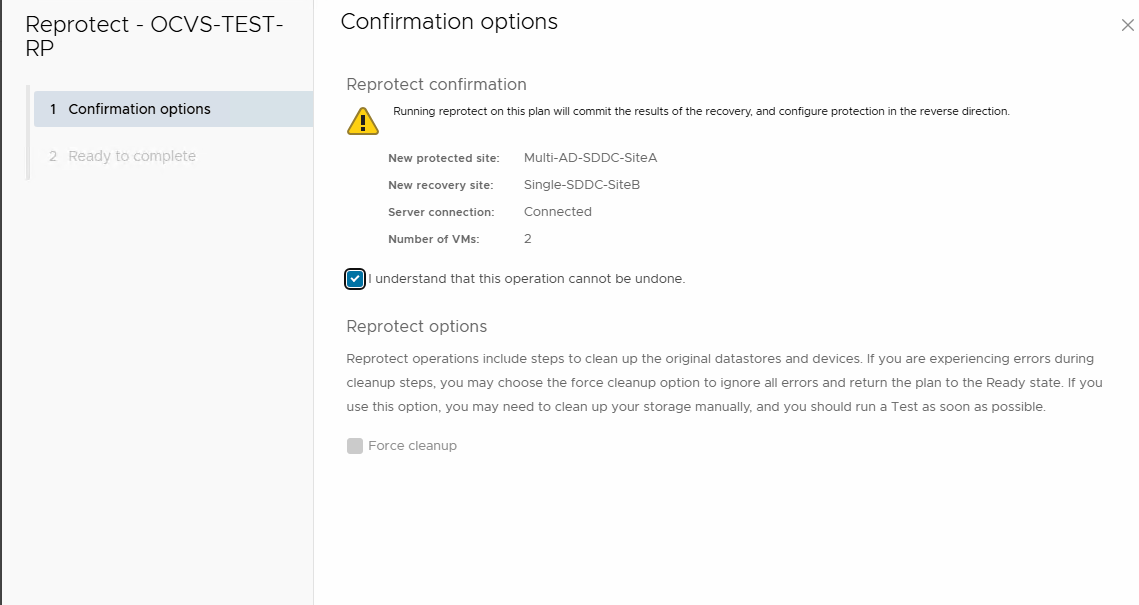 Reprotect - OCVS-TEST-
RP
1 Confirmation options
2 Ready to complete
Confirmation options
Reprotect confirmation
Running reprotect on this plan will commit the results of the recovery, and configure protection in the reverse direction.
New protected site: Multi-AD-SDDC-SiteA
New recovery site: Single-SDDC-SiteB
Server connection: Connected
Number of VMs: 2
I understand that this operation cannot be undone.
Reprotect options
Reprotect operations include steps to clean up the original datastores and devices. If you are experiencing errors during
cleanup steps, you may choose the force cleanup option to ignore all errors and return the plan to the Ready state. If you
use this option, you may need to clean up your storage manually, and you should run a Test as soon as possible.
Force cleanup